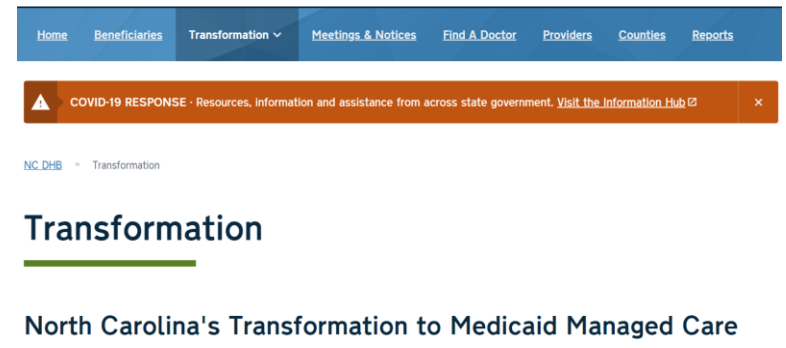 Home Beneficiaries Transformation Meetings & Notices Find A Doctor Providers Counties Reports
COVID-19 RESPONSE · Resources, information and assistance from across state government. Visit the Information Hub ×
NC DHB » Transformation
Transformation
North Carolina's Transformation to Medicaid Managed Care